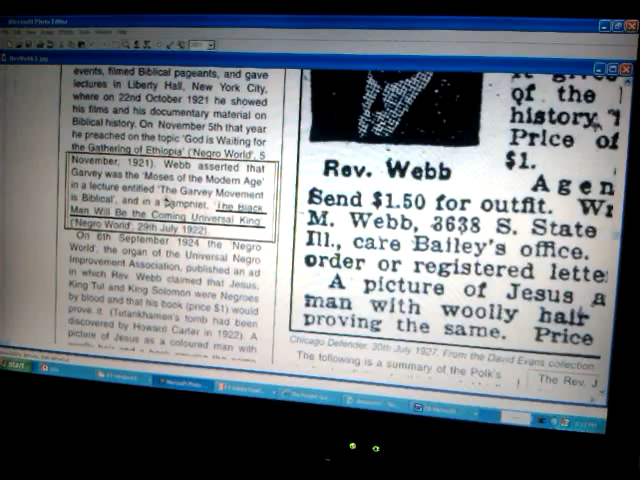 Microsoft Photo Editor
events, filmed Biblical pageants, and gave
lectures in Liberty Hall, New York City,
where on 22nd October 1921 he showed
his films and his documentary material on
Biblical history. On November 5th that year
he preached on the topic 'God is Waiting for
the Gathering of Ethiopia' ('Negro World', 5
November, 1921). Webb asserted that
Garvey was the 'Moses of the Modern Age'
in a lecture entitled 'The Garvey Movement
is Biblical', and in a pamphlet, 'The Black
Man Will Be the Coming Universal King'
('Negro World', 29th July 1922).
On 6th September 1924 the 'Negro
World', the organ of the Universal Negro
Improvement Association, published an ad
in which Rev. Webb claimed that Jesus,
King Tut and King Solomon were Negroes
by blood and that his book (price $1) would
prove it. (Tutankhamen's tomb had been
discovered by Howard Carter in 1922). A
picture of Jesus as a coloured man with
of the
history
Price of
$1.
Agen
Rev. Webb
Send $1.50 for outfit. Wr
M. Webb, 3638 S. State
Ill., care Bailey's office.
order or registered lette
A picture of Jesus a
man with woolly hair
proving the same. Price
Chicago Defender, 30th July 1927. From the David Evans collection
The following is a summary of the Polk's
The Rev. J
start